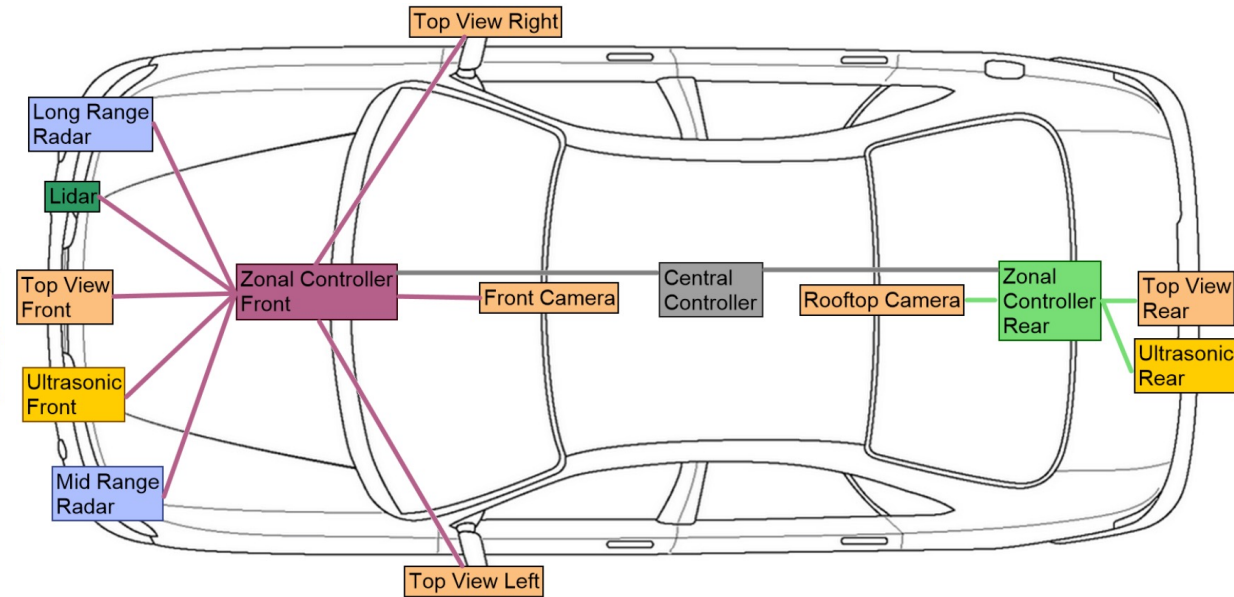 Top View Right
Long Range
Radar
Lidar
Top View
Front
Ultrasonic
Front
Mid Range
Radar
Zonal Controller
Front
Front Camera
Central
Controller
Rooftop Camera
Zonal
Controller
Rear
Top View
Rear
Ultrasonic
Rear
Top View Left